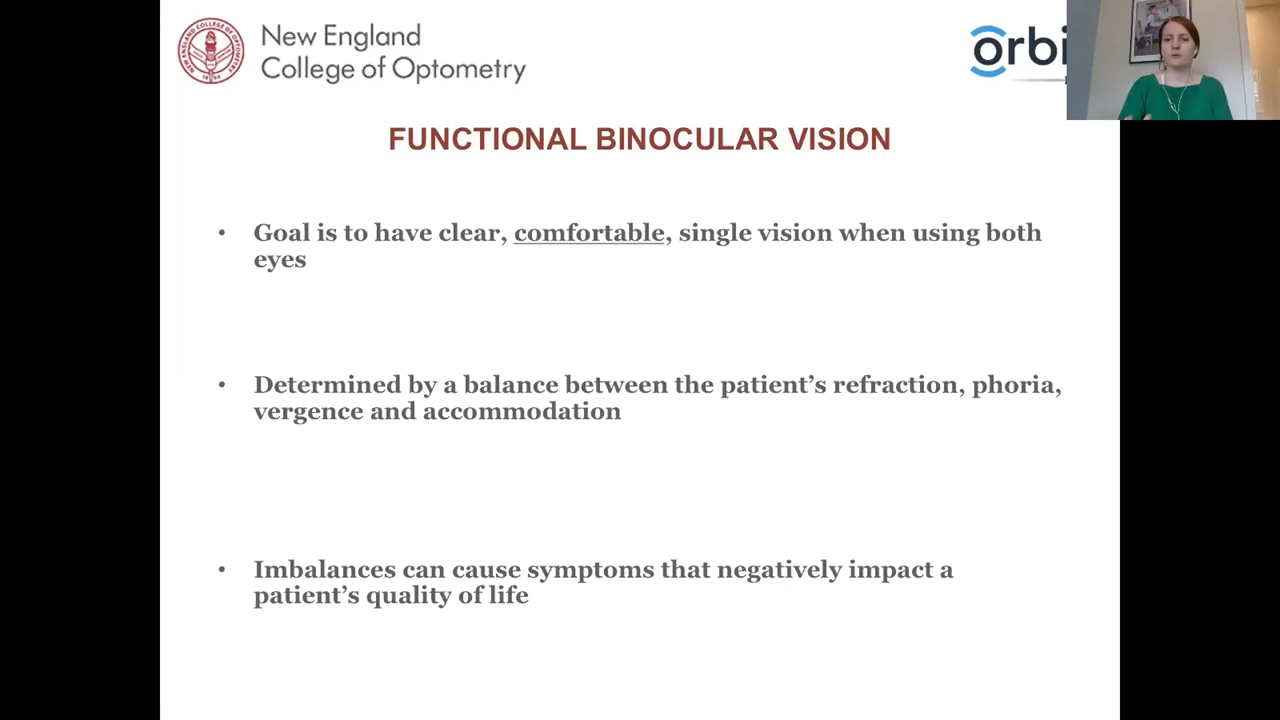 New England
College of Optometry
FUNCTIONAL BINOCULAR VISION
• Goal is to have clear, comfortable, single vision when using both
eyes
• Determined by a balance between the patient’s refraction, phoria,
vergence and accommodation
• Imbalances can cause symptoms that negatively impact a
patient’s quality of life